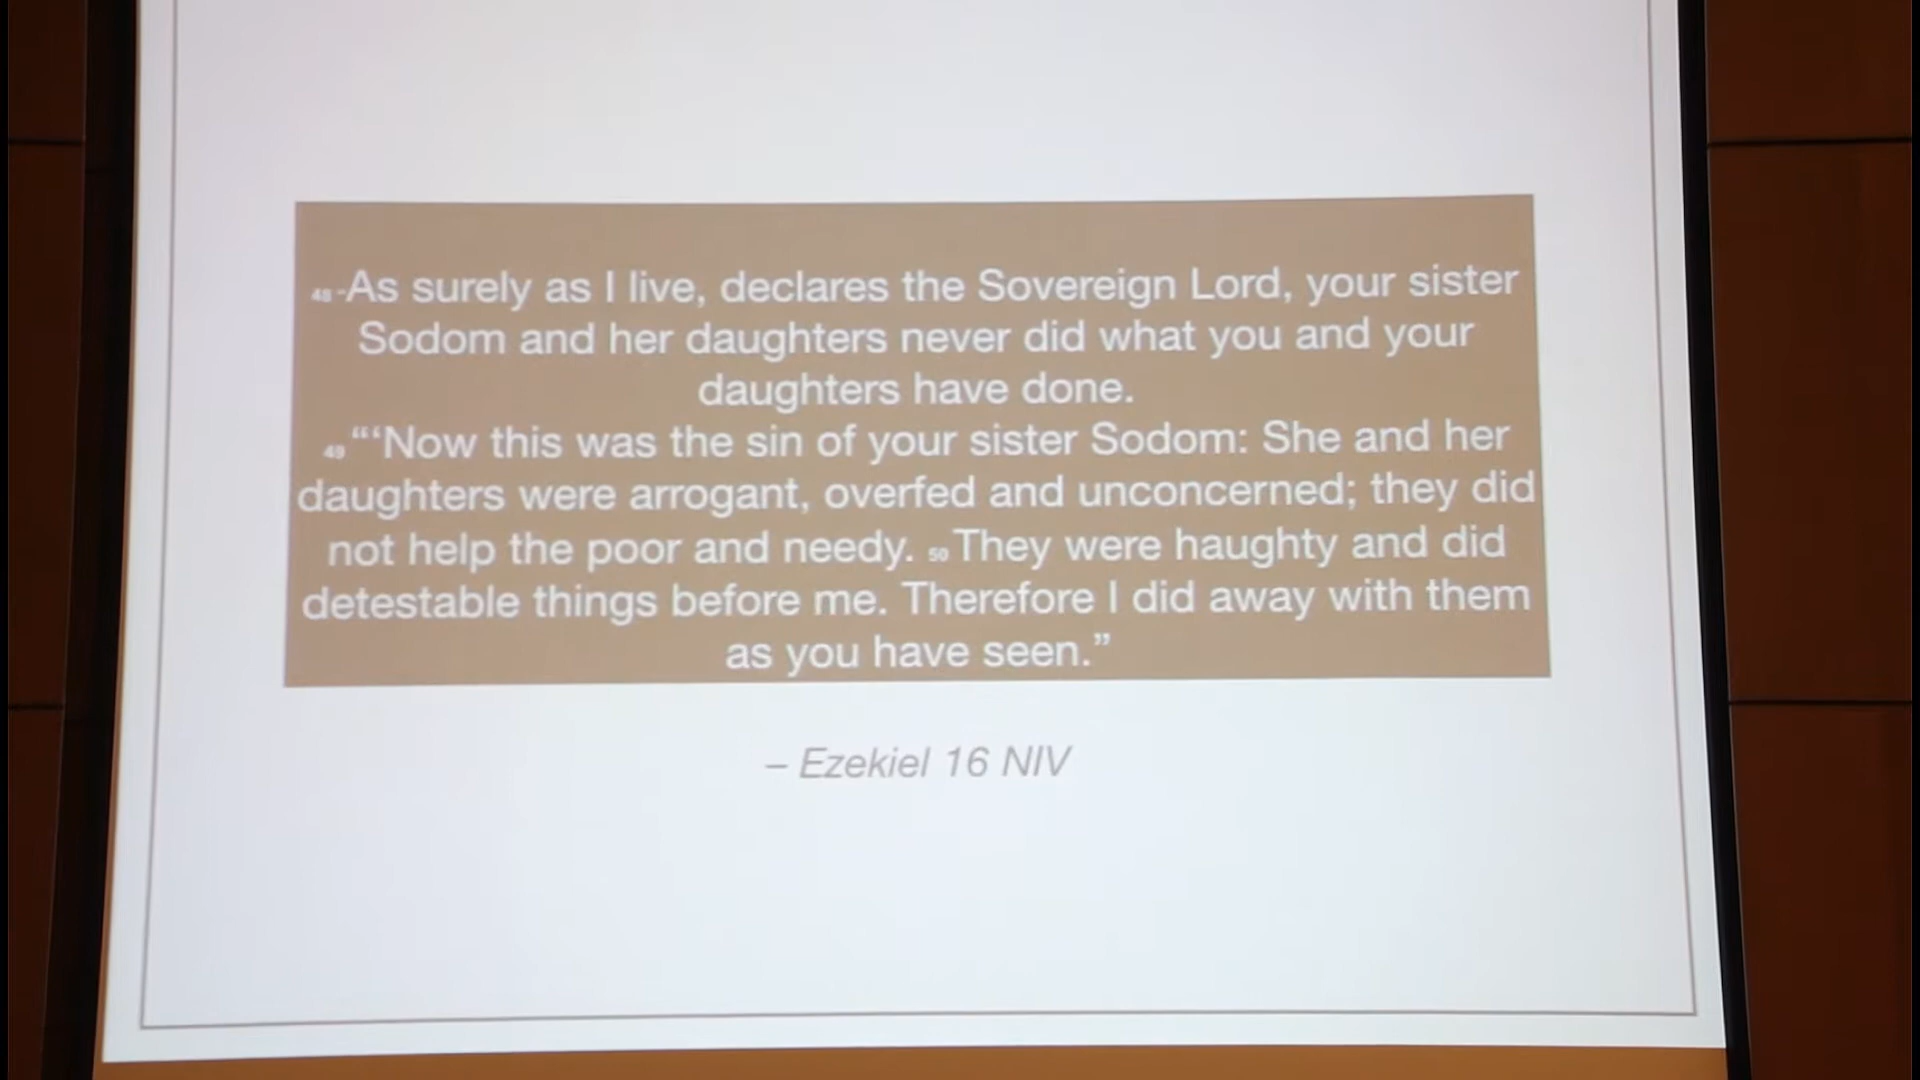 48 -As surely as I live, declares the Sovereign Lord, your sister
Sodom and her daughters never did what you and your
daughters have done.
49 “‘Now this was the sin of your sister Sodom: She and her
daughters were arrogant, overfed and unconcerned; they did
not help the poor and needy. 50 They were haughty and did
detestable things before me. Therefore I did away with them
as you have seen.”
– Ezekiel 16 NIV